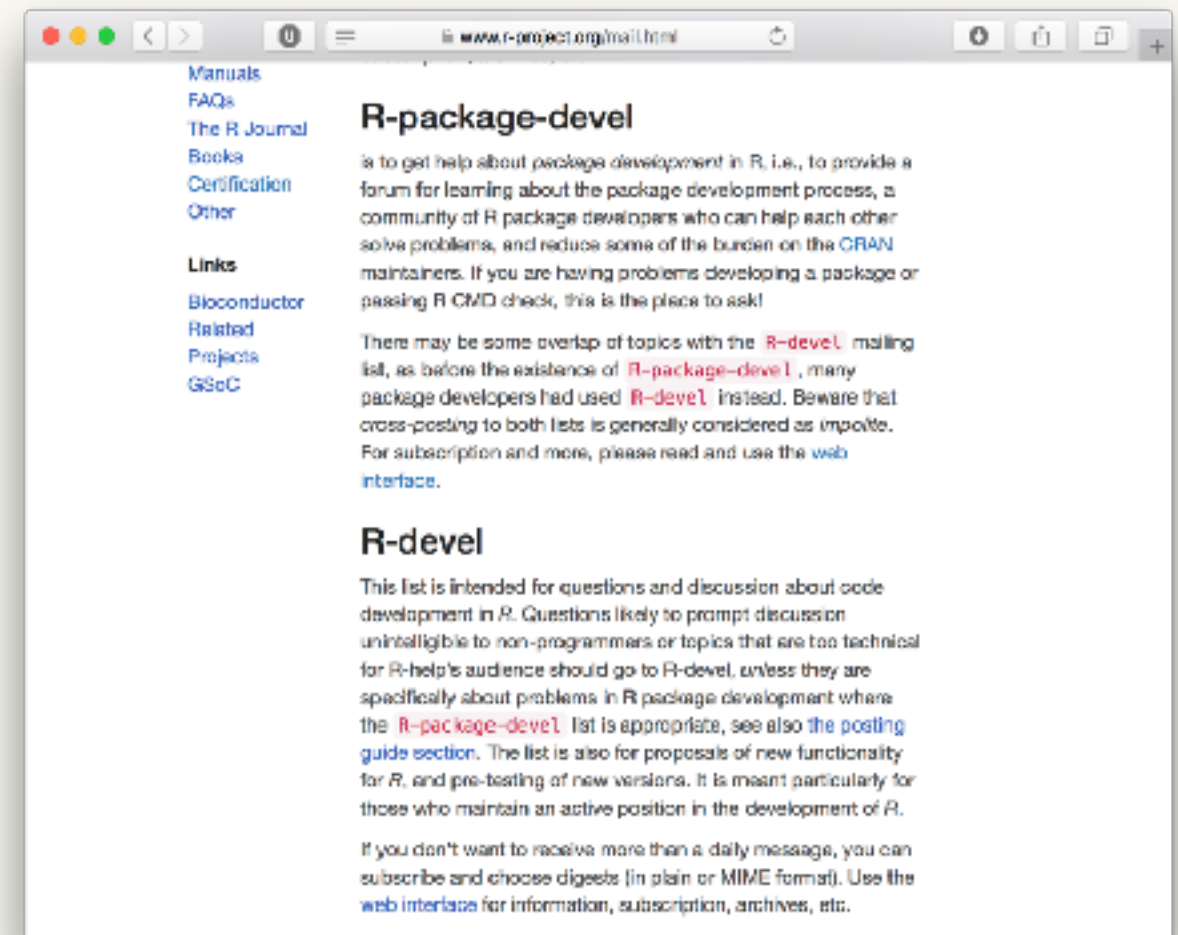 www.r-project.org/mail.html
Manuals
FAQs
The R Journal
Books
Certification
Other
Links
Bioconductor
Related
Projects
GSoC
R-package-devel
is to get help about package development in R, i.e., to provide a
forum for learning about the package development process, a
community of R package developers who can help each other
solve problems, and reduce some of the burden on the CRAN
maintainers. If you are having problems developing a package or
passing R CMD check, this is the place to ask!
There may be some overlap of topics with the R-devel mailing
list, as before the existence of R-package-devel, many
package developers had used R-devel instead. Beware that
cross-posting to both lists is generally considered as impolite.
For subscription and more, please read and use the web
interface.
R-devel
This list is intended for questions and discussion about code
development in R. Questions likely to prompt discussion
unintelligible to non-programmers or topics that are too technical
for R-help's audience should go to R-devel, unless they are
specifically about problems in R package development where
the R-package-devel list is appropriate, see also the posting
guide section. The list is also for proposals of new functionality
for R, and pre-testing of new versions. It is meant particularly for
those who maintain an active position in the development of R.
If you don't want to receive more than a daily message, you can
subscribe and choose digests (in plain or MIME format). Use the
web interface for information, subscription, archives, etc.